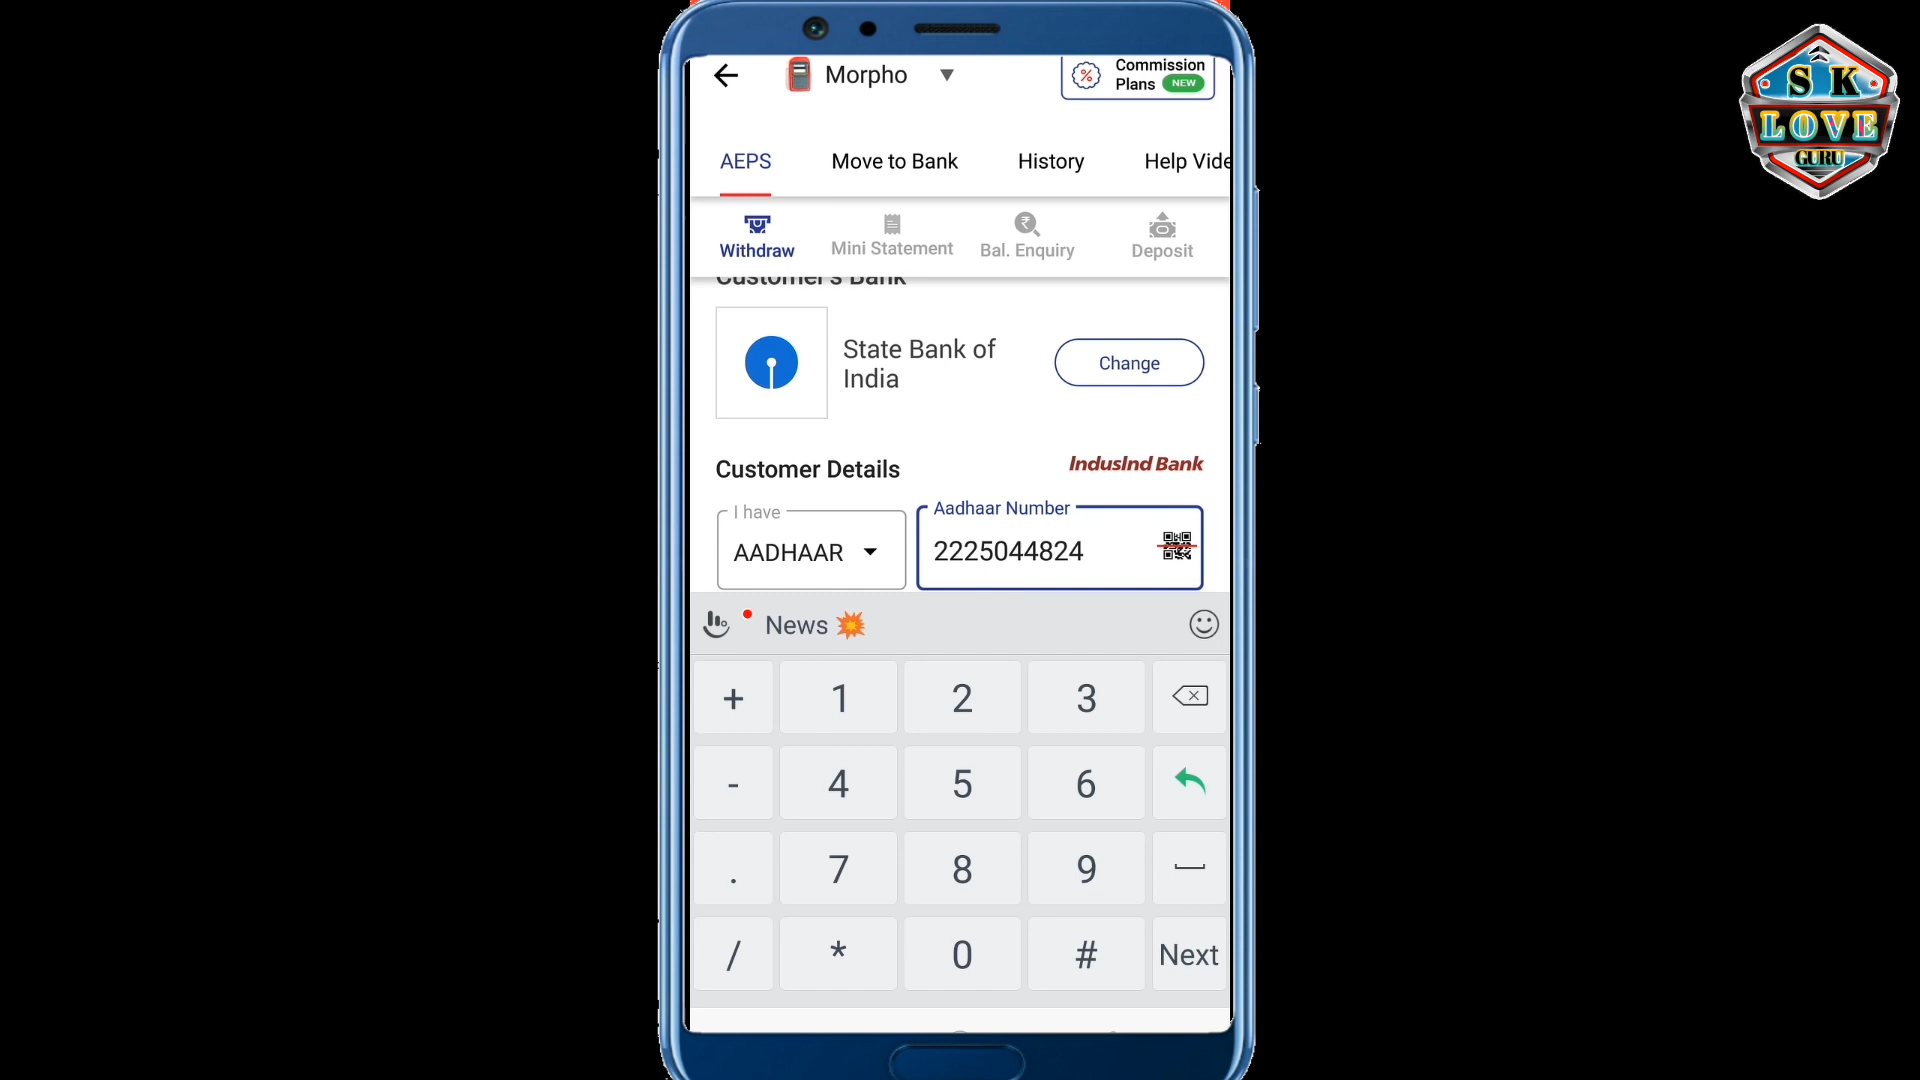 Morpho
Commission
Plans NEW
S K
LOVE
GURU
AEPS Move to Bank History Help Vide
Withdraw Mini Statement Bal. Enquiry Deposit
Customer's Bank
State Bank of
India
Change
Customer Details
IndusInd Bank
I have
Aadhaar Number
AADHAAR
2225044824
News 💥
+ 1 2 3
- 4 5 6
. 7 8 9
/ * 0 # Next